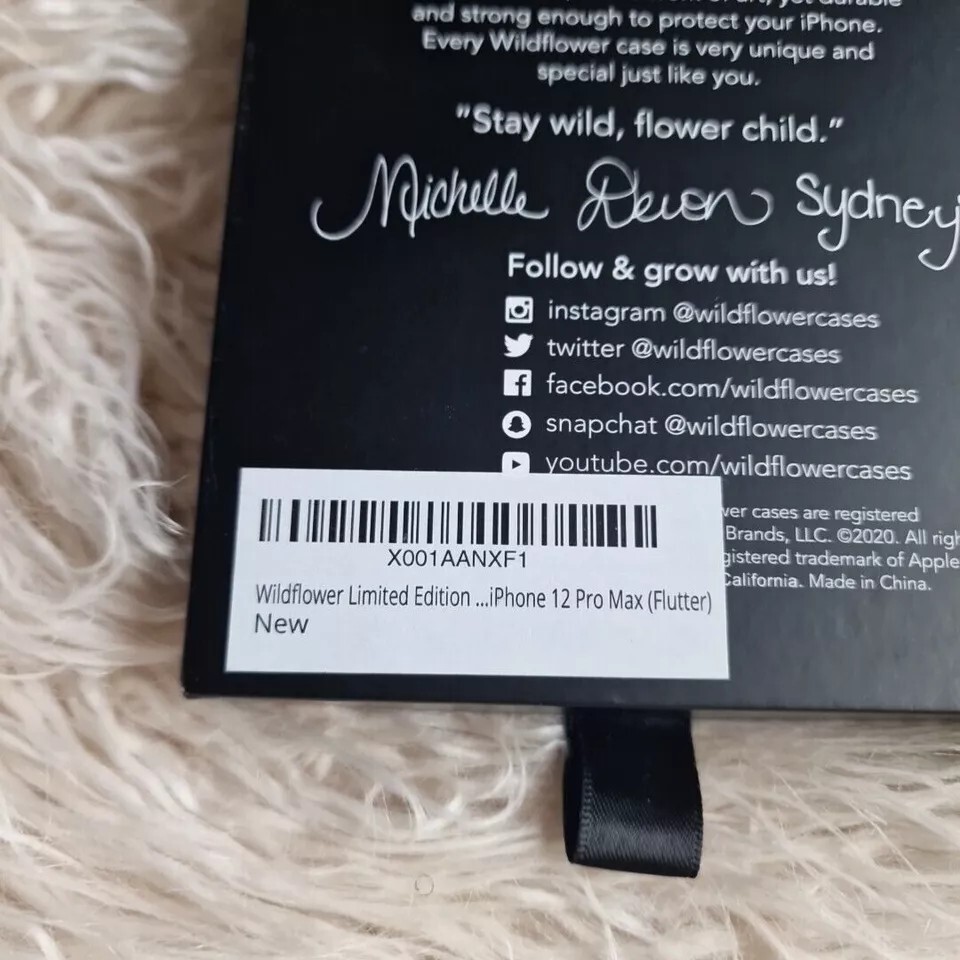 and strong enough to protect your iPhone.
Every Wildflower case is very unique and
special just like you.
"Stay wild, flower child."
Michelle Devon Sydney
Follow & grow with us!
instagram @wildflowercases
twitter @wildflowercases
facebook.com/wildflowercases
snapchat @wildflowercases
youtube.com/wildflowercases
wer cases are registered
Brands, LLC. ©2020. All righ
gistered trademark of Apple
California. Made in China.
X001AANXF1
Wildflower Limited Edition ...iPhone 12 Pro Max (Flutter)
New